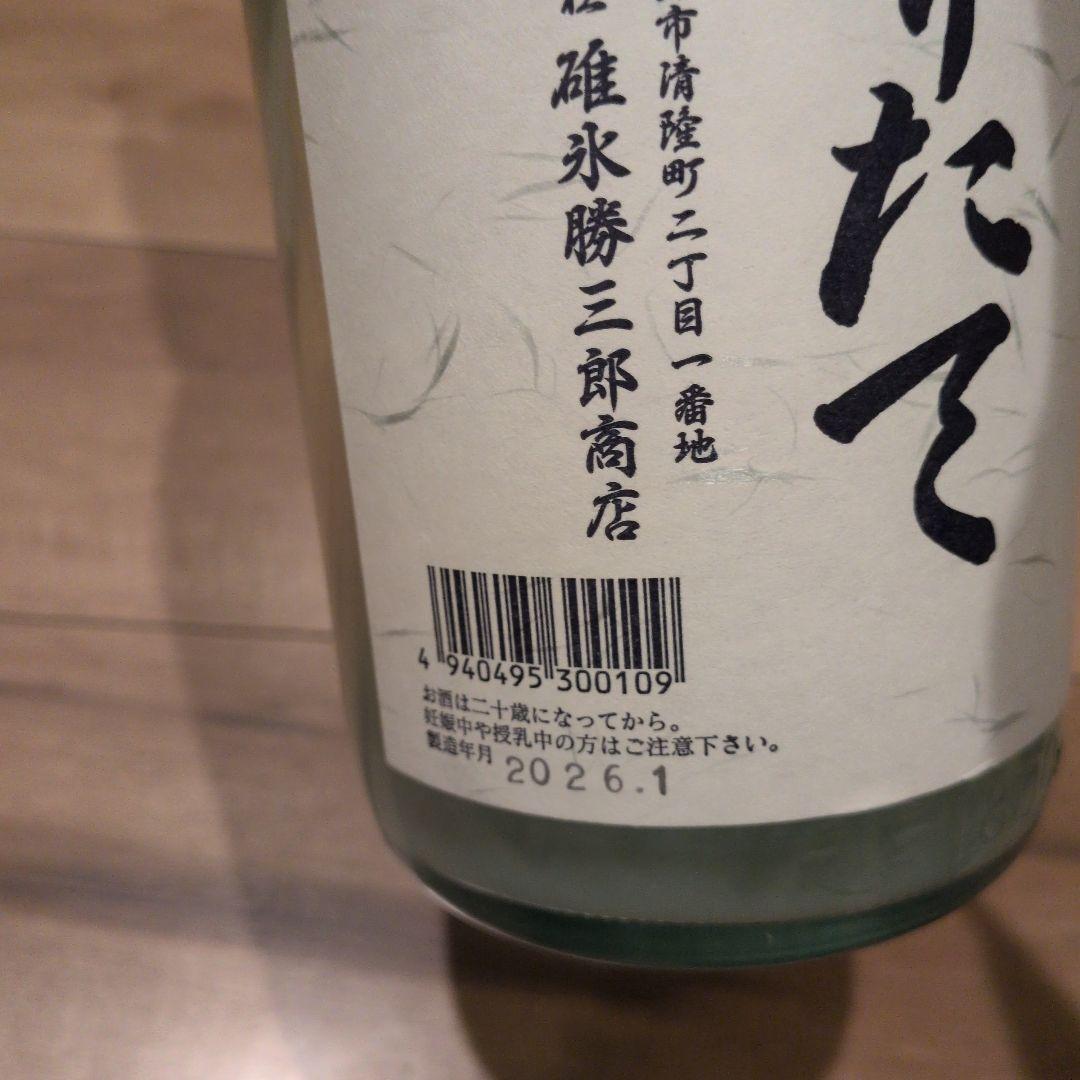 りたて
市清隆町二丁目一番地
碓氷勝三郎商店
4 940495 300109
お酒は二十歳になってから。
妊娠中や授乳中の方はご注意下さい。
製造年月 2026.1